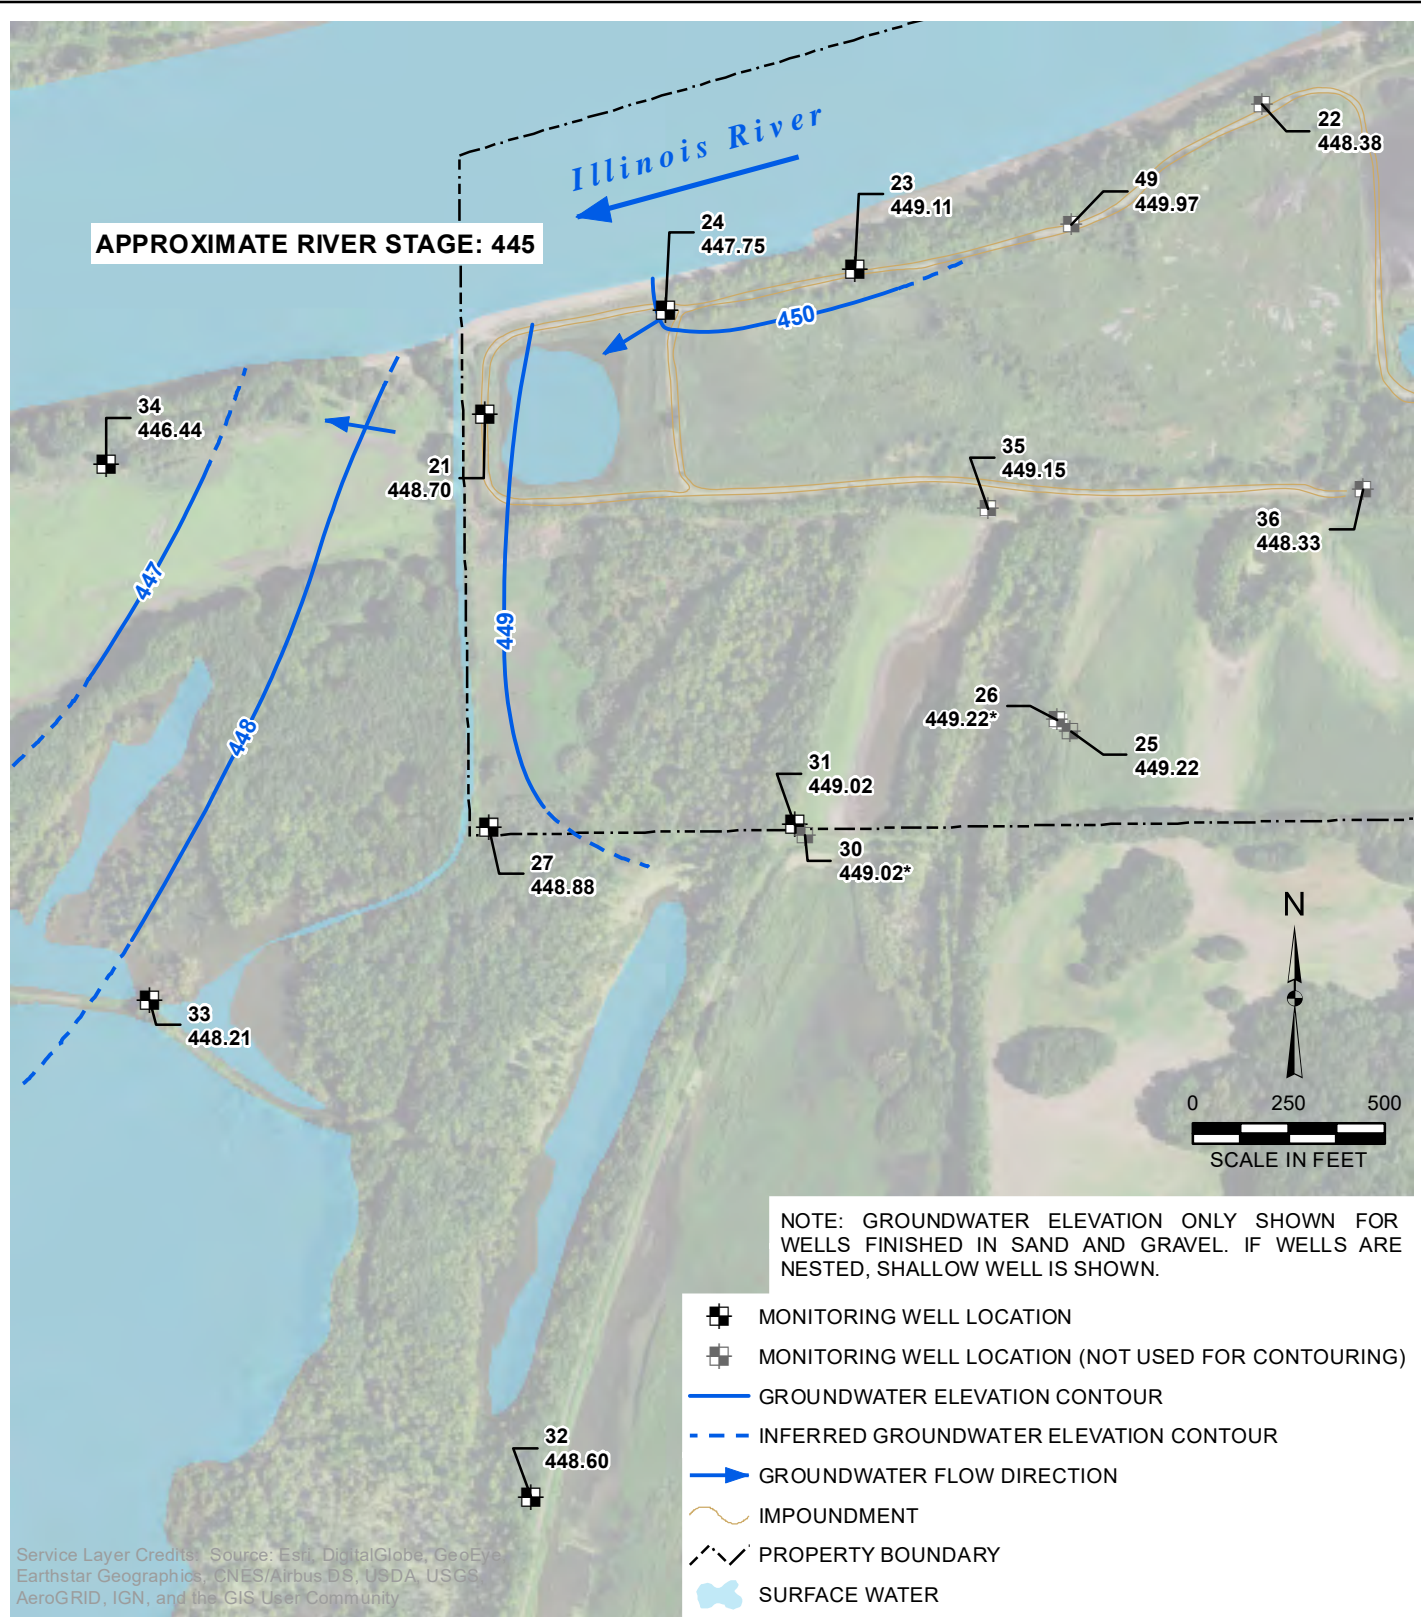 Illinois River
APPROXIMATE RIVER STAGE: 445
22
448.38
49
449.97
23
449.11
24
447.75
450
34
446.44
21
448.70
35
449.15
36
448.33
447
449
448
26
449.22*
25
449.22
31
449.02
30
449.02*
27
448.88
33
448.21
N
0 250 500
SCALE IN FEET
32
448.60
NOTE: GROUNDWATER ELEVATION ONLY SHOWN FOR
WELLS FINISHED IN SAND AND GRAVEL. IF WELLS ARE
NESTED, SHALLOW WELL IS SHOWN.
MONITORING WELL LOCATION
MONITORING WELL LOCATION (NOT USED FOR CONTOURING)
GROUNDWATER ELEVATION CONTOUR
INFERRED GROUNDWATER ELEVATION CONTOUR
GROUNDWATER FLOW DIRECTION
IMPOUNDMENT
PROPERTY BOUNDARY
SURFACE WATER
Service Layer Credits: Source: Esri, DigitalGlobe, GeoEye,
Earthstar Geographics, CNES/Airbus DS, USDA, USGS,
AeroGRID, IGN, and the GIS User Community